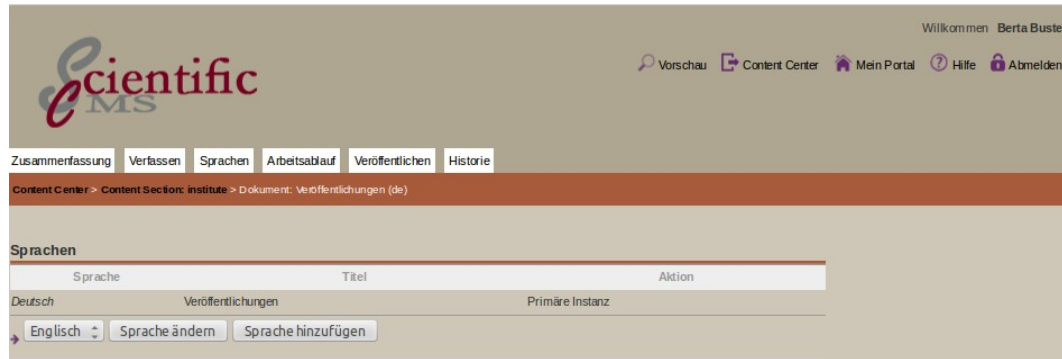 Willkommen Berta Buste
Scientific
CMS
Vorschau Content Center Mein Portal ? Hilfe Abmelden
Zusammenfassung Verfassen Sprachen Arbeitsablauf Veröffentlichen Historie
Content Center > Content Section: institute > Dokument: Veröffentlichungen (de)
Sprachen
Sprache Titel Aktion
Deutsch Veröffentlichungen Primäre Instanz
Englisch Sprache ändern Sprache hinzufügen